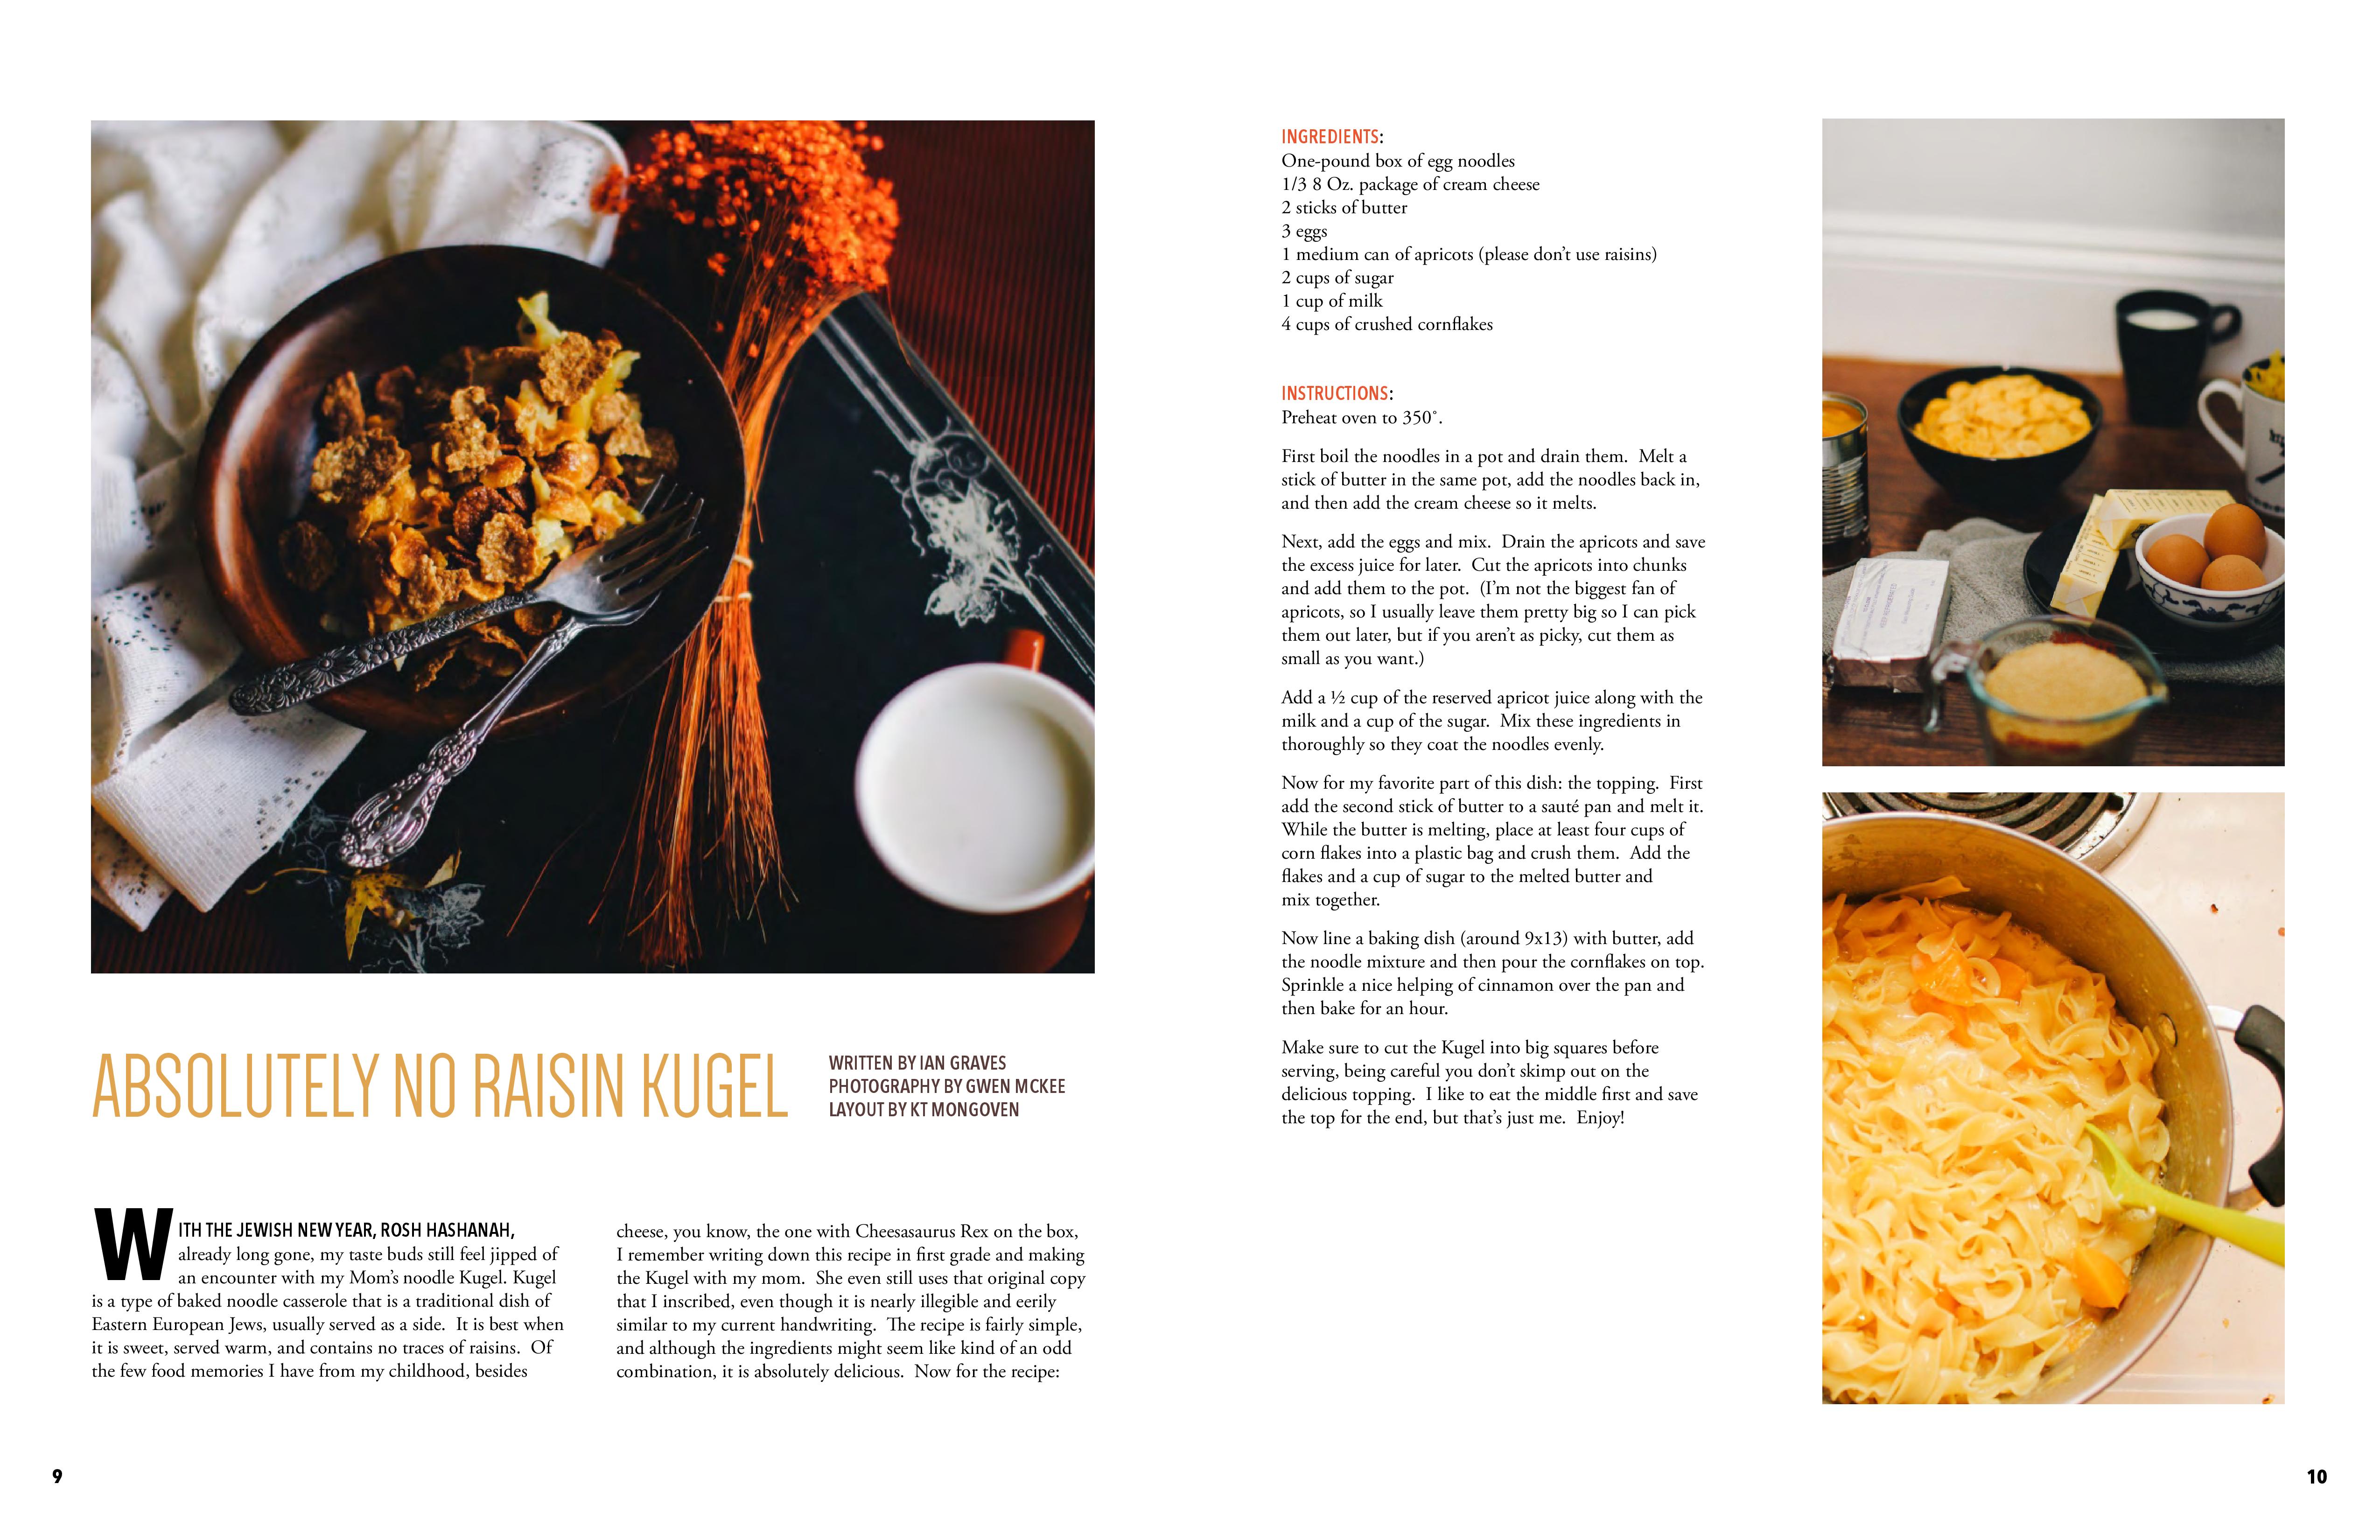 ABSOLUTELY NO RAISIN KUGEL
WRITTEN BY IAN GRAVES
PHOTOGRAPHY BY GWEN MCKEE
LAYOUT BY KT MONGOVEN
WITH THE JEWISH NEW YEAR, ROSH HASHANAH,
already long gone, my taste buds still feel jipped of
an encounter with my Mom's noodle Kugel. Kugel
is a type of baked noodle casserole that is a traditional dish of
Eastern European Jews, usually served as a side.  It is best when
it is sweet, served warm, and contains no traces of raisins.  Of
the few food memories I have from my childhood, besides
cheese, you know, the one with Cheesasaurus Rex on the box,
I remember writing down this recipe in first grade and making
the Kugel with my mom.  She even still uses that original copy
that I inscribed, even though it is nearly illegible and eerily
similar to my current handwriting.  The recipe is fairly simple,
and although the ingredients might seem like kind of an odd
combination, it is absolutely delicious.  Now for the recipe:
9
INGREDIENTS:
One-pound box of egg noodles
1/3 8 Oz. package of cream cheese
2 sticks of butter
3 eggs
1 medium can of apricots (please don't use raisins)
2 cups of sugar
1 cup of milk
4 cups of crushed cornflakes
INSTRUCTIONS:
Preheat oven to 350˚.
First boil the noodles in a pot and drain them.  Melt a
stick of butter in the same pot, add the noodles back in,
and then add the cream cheese so it melts.
Next, add the eggs and mix.  Drain the apricots and save
the excess juice for later.  Cut the apricots into chunks
and add them to the pot.  (I'm not the biggest fan of
apricots, so I usually leave them pretty big so I can pick
them out later, but if you aren't as picky, cut them as
small as you want.)
Add a ½ cup of the reserved apricot juice along with the
milk and a cup of the sugar.  Mix these ingredients in
thoroughly so they coat the noodles evenly.
Now for my favorite part of this dish: the topping.  First
add the second stick of butter to a sauté pan and melt it.
While the butter is melting, place at least four cups of
corn flakes into a plastic bag and crush them.  Add the
flakes and a cup of sugar to the melted butter and
mix together.
Now line a baking dish (around 9x13) with butter, add
the noodle mixture and then pour the cornflakes on top.
Sprinkle a nice helping of cinnamon over the pan and
then bake for an hour.
Make sure to cut the Kugel into big squares before
serving, being careful you don't skimp out on the
delicious topping.  I like to eat the middle first and save
the top for the end, but that's just me.  Enjoy!
10